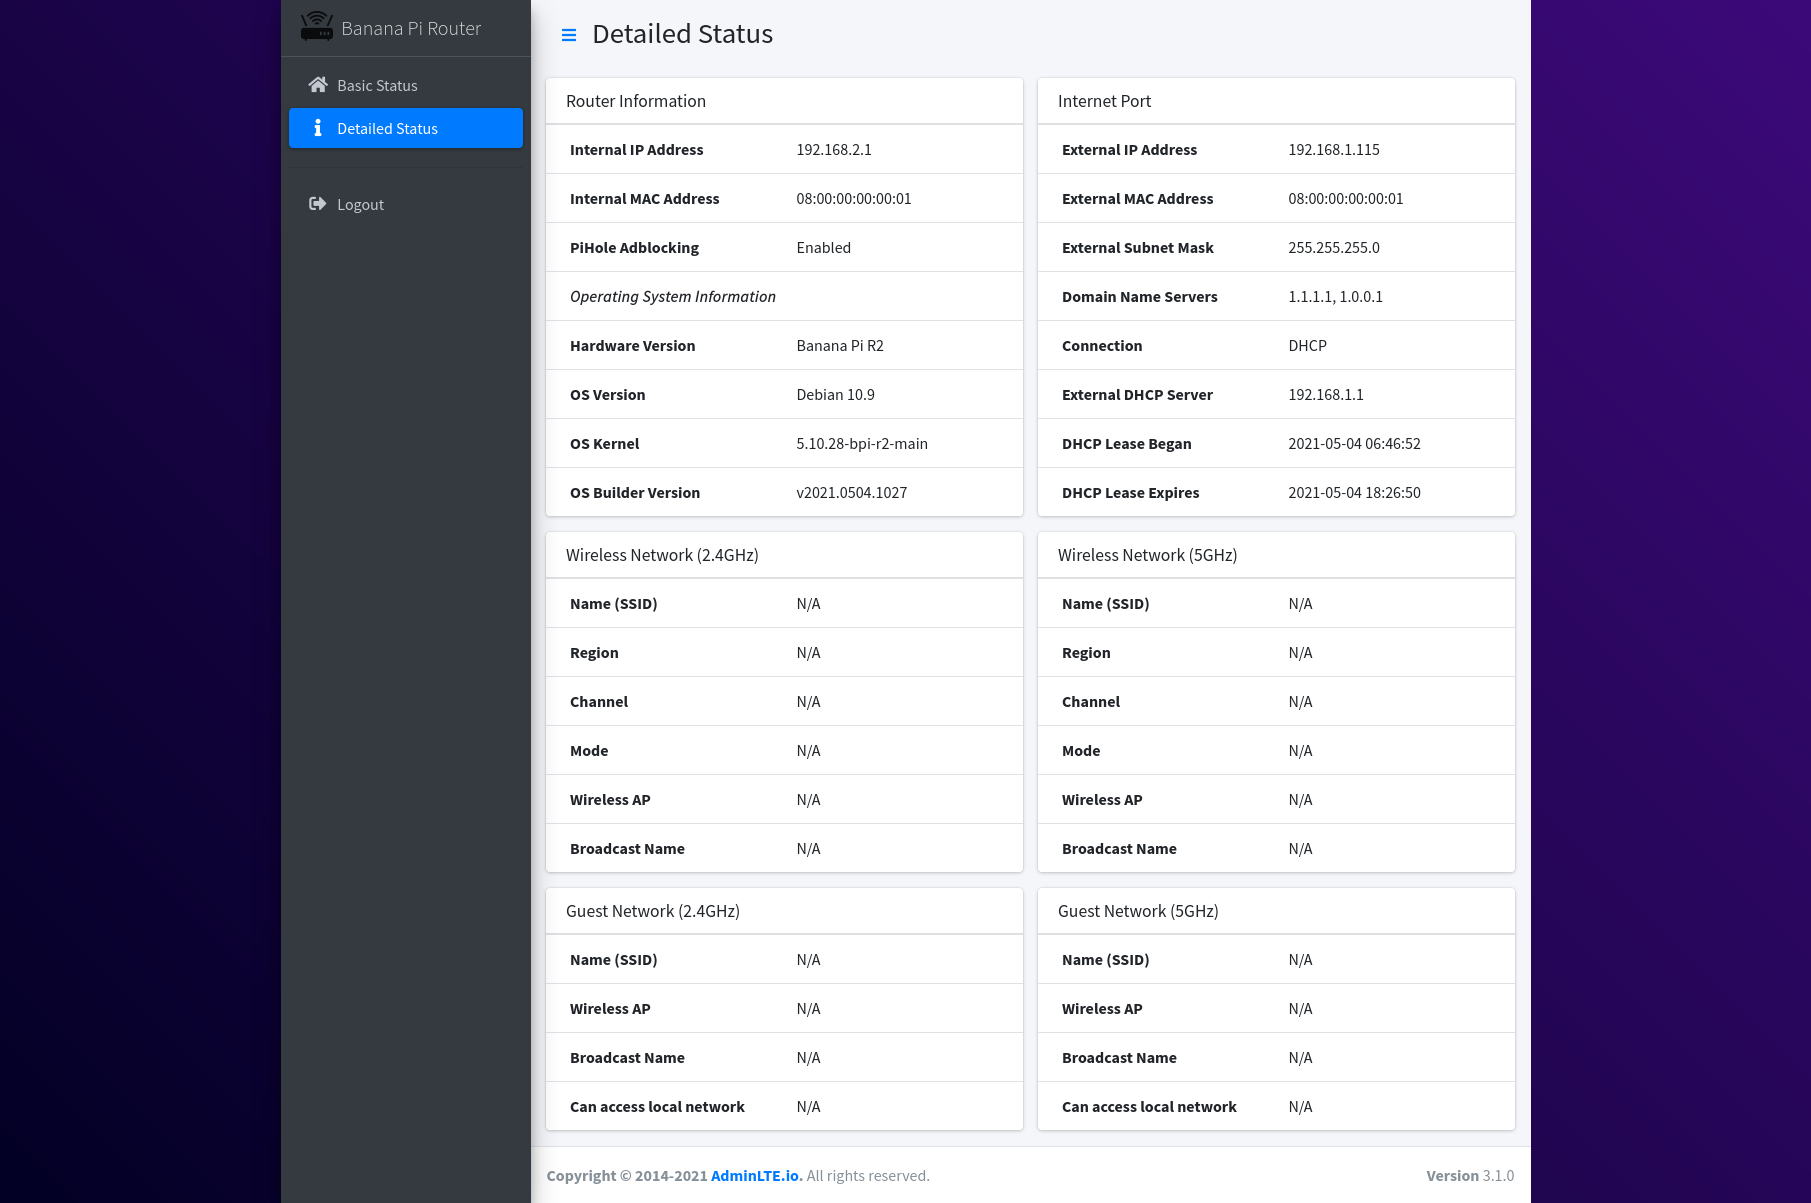 Banana Pi Router
Basic Status
Detailed Status
Logout
Detailed Status
Router Information
Internal IP Address 192.168.2.1
Internal MAC Address 08:00:00:00:00:01
PiHole Adblocking Enabled
Operating System Information
Hardware Version Banana Pi R2
OS Version Debian 10.9
OS Kernel 5.10.28-bpi-r2-main
OS Builder Version v2021.0504.1027
Internet Port
External IP Address 192.168.1.115
External MAC Address 08:00:00:00:00:01
External Subnet Mask 255.255.255.0
Domain Name Servers 1.1.1.1, 1.0.0.1
Connection DHCP
External DHCP Server 192.168.1.1
DHCP Lease Began 2021-05-04 06:46:52
DHCP Lease Expires 2021-05-04 18:26:50
Wireless Network (2.4GHz)
Name (SSID) N/A
Region N/A
Channel N/A
Mode N/A
Wireless AP N/A
Broadcast Name N/A
Wireless Network (5GHz)
Name (SSID) N/A
Region N/A
Channel N/A
Mode N/A
Wireless AP N/A
Broadcast Name N/A
Guest Network (2.4GHz)
Name (SSID) N/A
Wireless AP N/A
Broadcast Name N/A
Can access local network N/A
Guest Network (5GHz)
Name (SSID) N/A
Wireless AP N/A
Broadcast Name N/A
Can access local network N/A
Copyright © 2014-2021 AdminLTE.io. All rights reserved.
Version 3.1.0